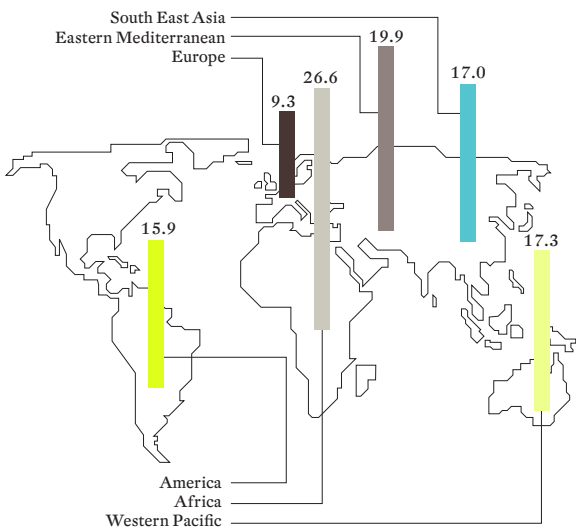 South East Asia
Eastern Mediterranean
Europe
19.9
17.0
26.6
9.3
15.9
17.3
America
Africa
Western Pacific